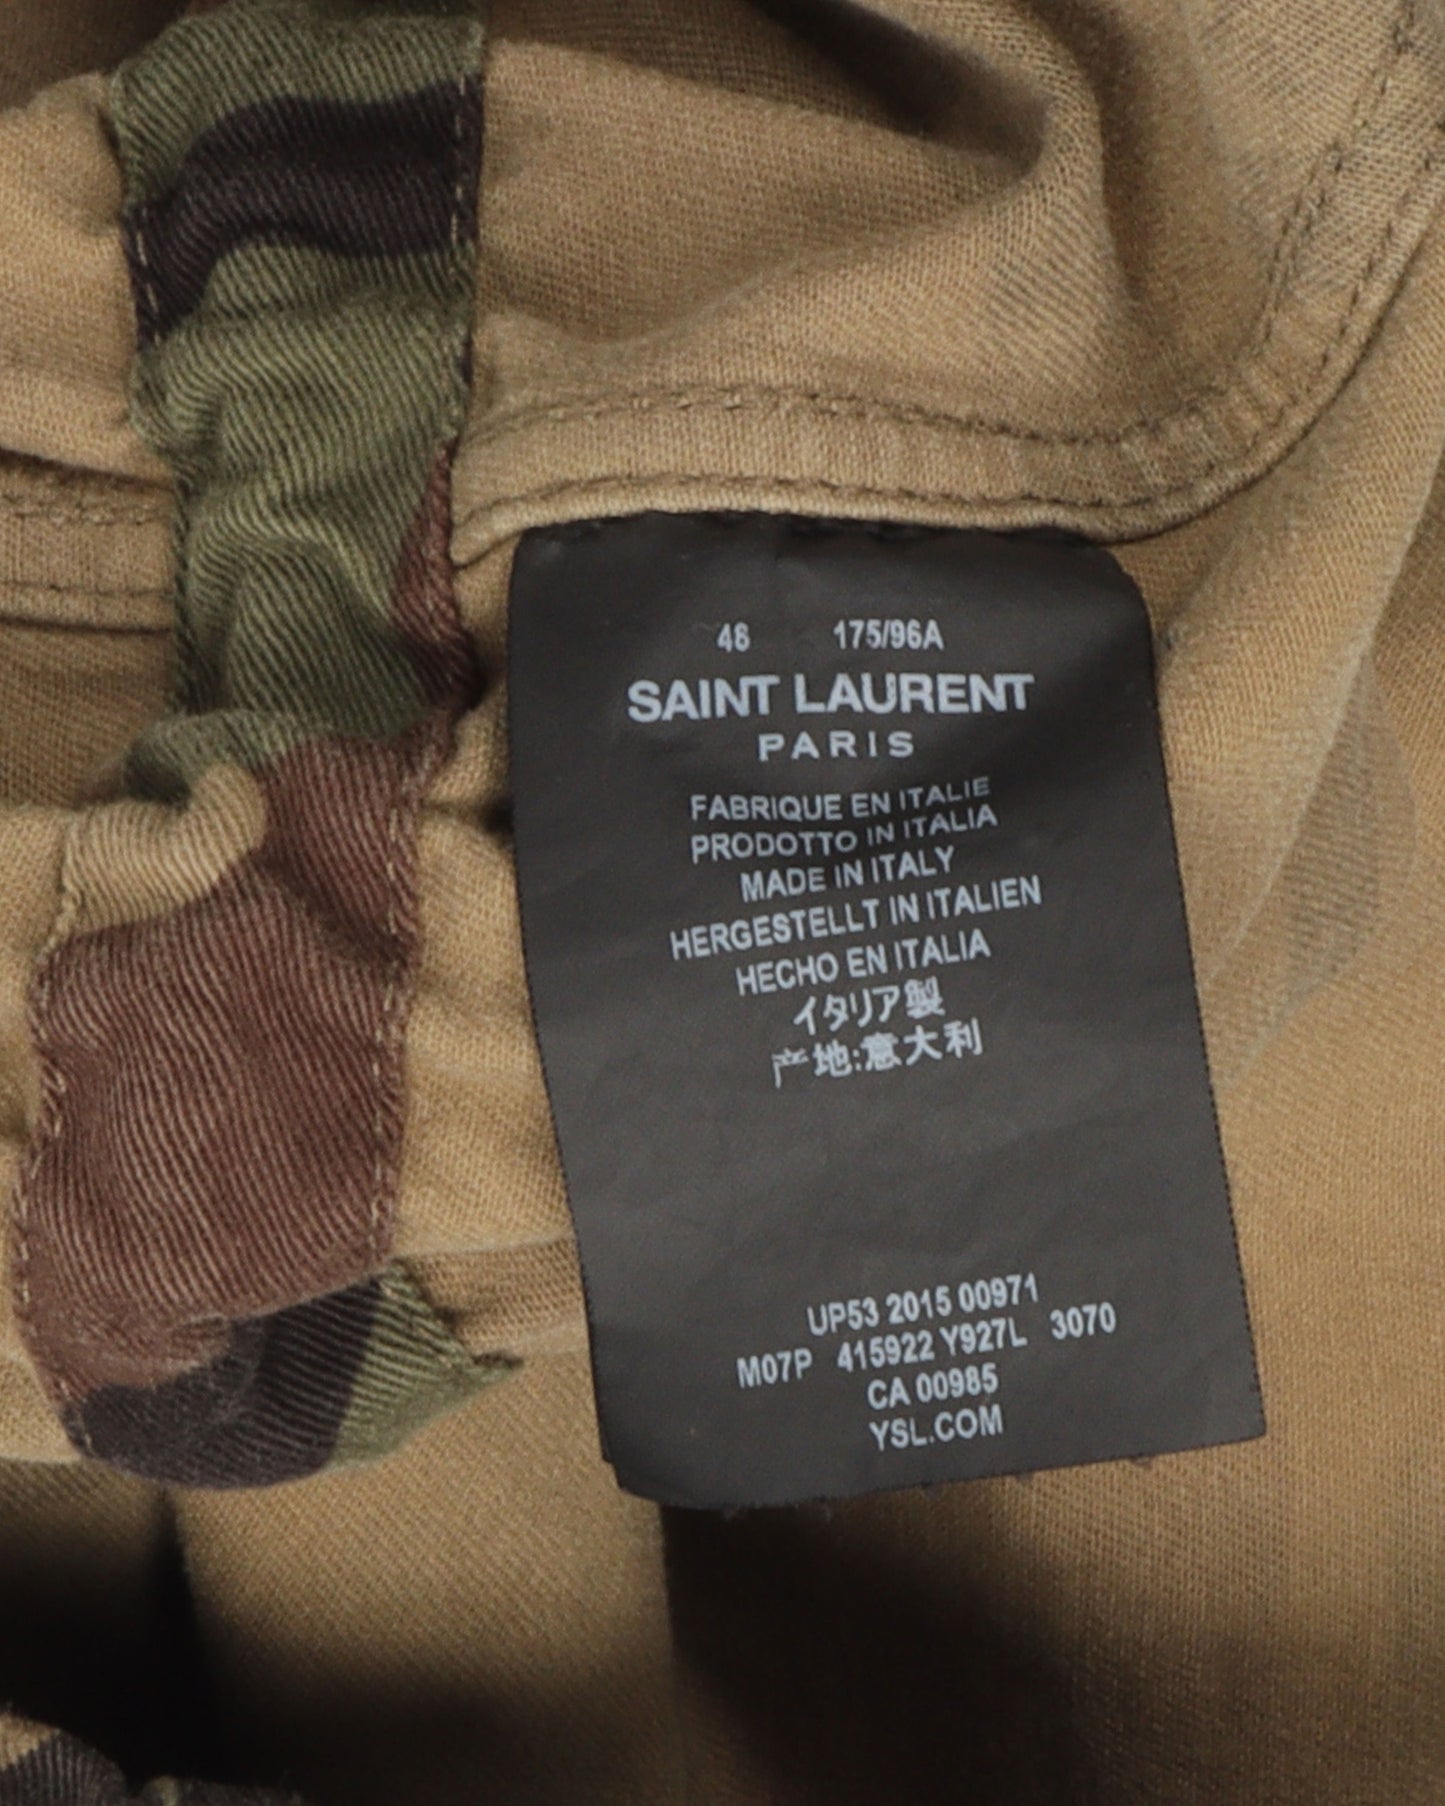 48 175/96A
SAINT LAURENT
PARIS
FABRIQUE EN ITALIE
PRODOTTO IN ITALIA
MADE IN ITALY
HERGESTELLT IN ITALIEN
HECHO EN ITALIA
イタリア製
产地:意大利
UP53 2015 00971
M07P 415922 Y927L 3070
CA 00985
YSL.COM